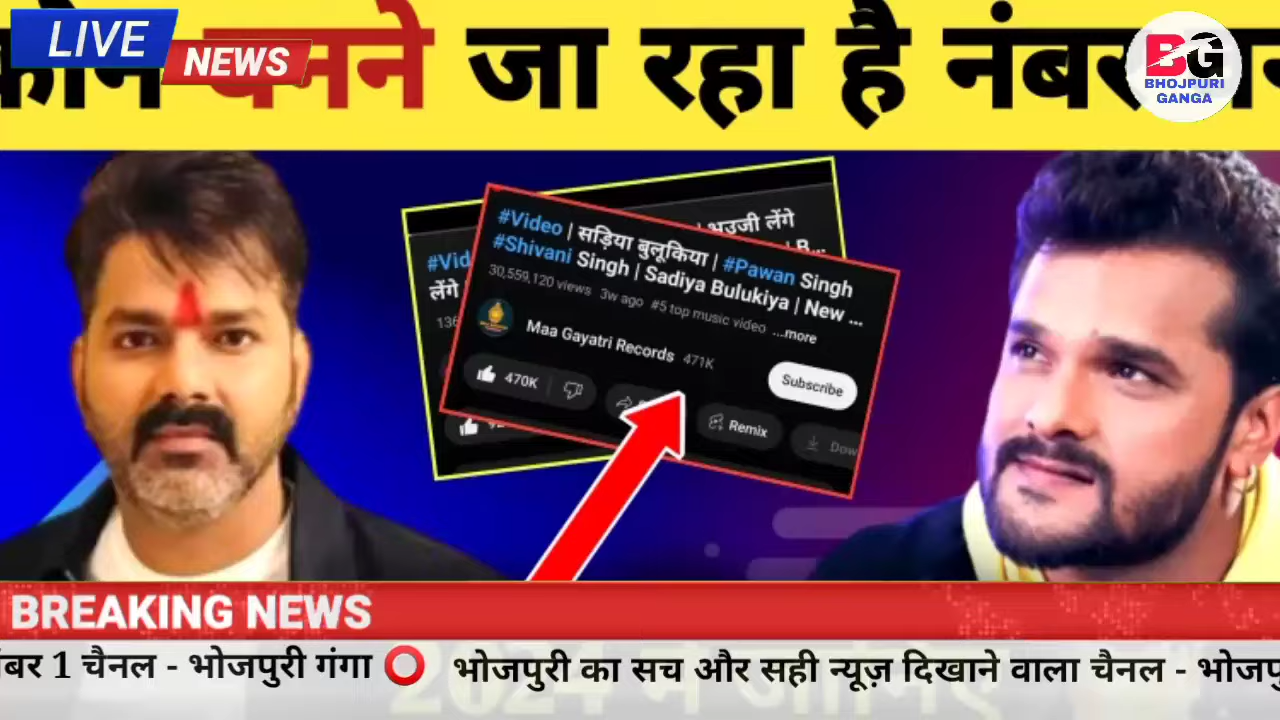 LIVE
NEWS
जा रहा है
BG
BHOJPURI
GANGA
#Video | सड़िया बुलूकिया | #Pawan Singh
#Shivani Singh | Sadiya Bulukiya | New ...
30,559,120 views 3w ago #5 top music video ...more
Maa Gayatri Records 471K
Subscribe
470K
Remix
भउजी लेंगे
लेंगे
BREAKING NEWS
1 चैनल - भोजपुरी गंगा
भोजपुरी का सच और सही न्यूज़ दिखाने वाला चैनल -